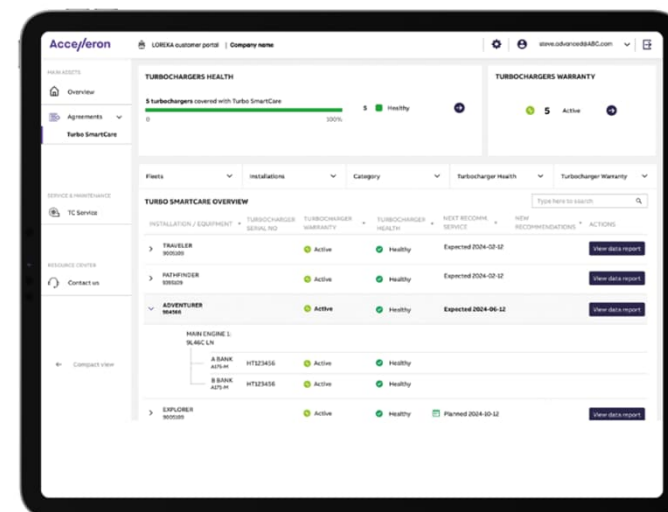 Accelleron
LOREKA customer portal | Company name
steve.advanced@ABC.com
MAIN ASSETS
Overview
Agreements
Turbo SmartCare
SERVICE & MAINTENANCE
TC Service
RESOURCE CENTER
Contact us
Compact view
TURBOCHARGERS HEALTH
5 turbochargers covered with Turbo SmartCare
0 100%
5 Healthy
TURBOCHARGERS WARRANTY
5 Active
Fleets Installations Category Turbocharger Health Turbocharger Warranty
TURBO SMARTCARE OVERVIEW
Type here to search
INSTALLATION / EQUIPMENT TURBOCHARGER SERIAL NO TURBOCHARGER WARRANTY TURBOCHARGER HEALTH NEXT RECOMM. SERVICE NEW RECOMMENDATIONS ACTIONS
TRAVELER Active Healthy Expected 2024-02-12 View data report
PATHFINDER Active Healthy Expected 2024-02-12 View data report
ADVENTURER Active Healthy Expected 2024-06-12 View data report
MAIN ENGINE 1:
9L46C LN
A BANK HT123456 Active Healthy
A175-M
B BANK HT123456 Active Healthy
A175-M
EXPLORER Active Healthy Planned 2024-10-12 View data report